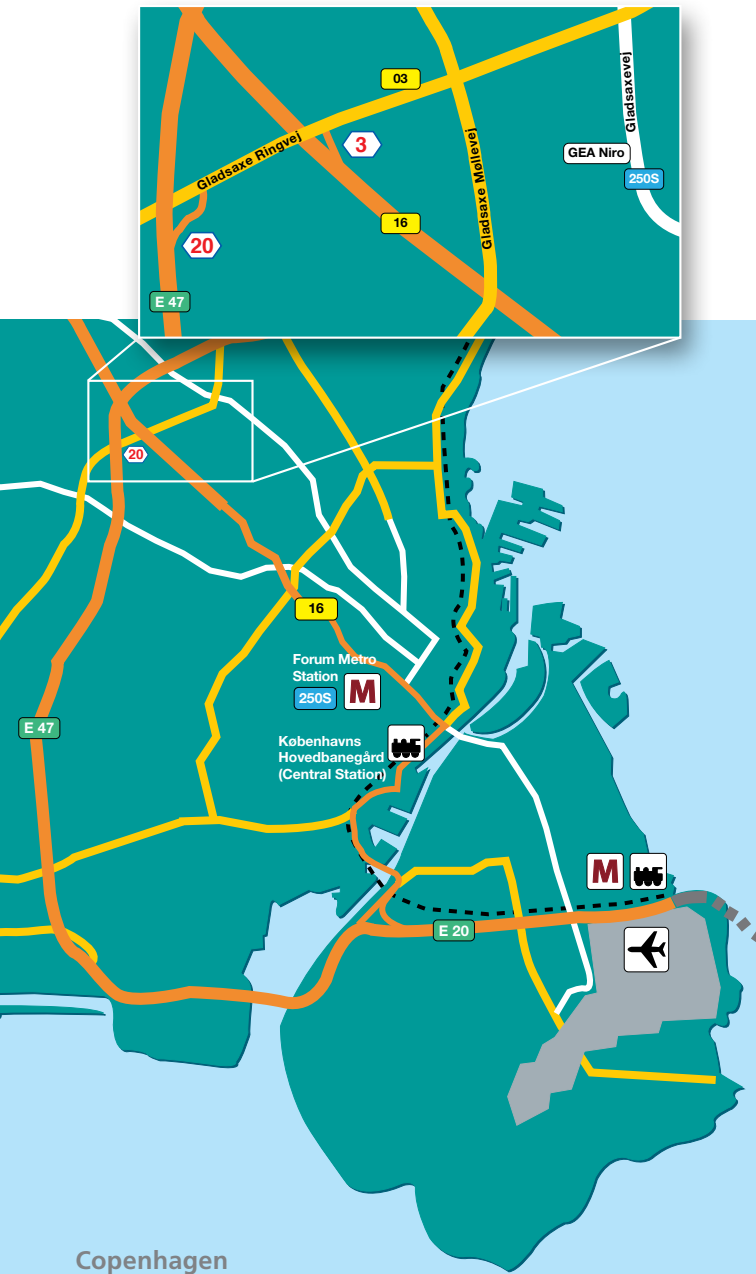 03
Gladsaxevej
Gladsaxe Ringvej
3
Gladsaxe Møllevej
GEA Niro
250S
16
20
E 47
20
16
Forum Metro
Station
250S
M
E 47
Københavns
Hovedbanegård
(Central Station)
M
E 20
Copenhagen